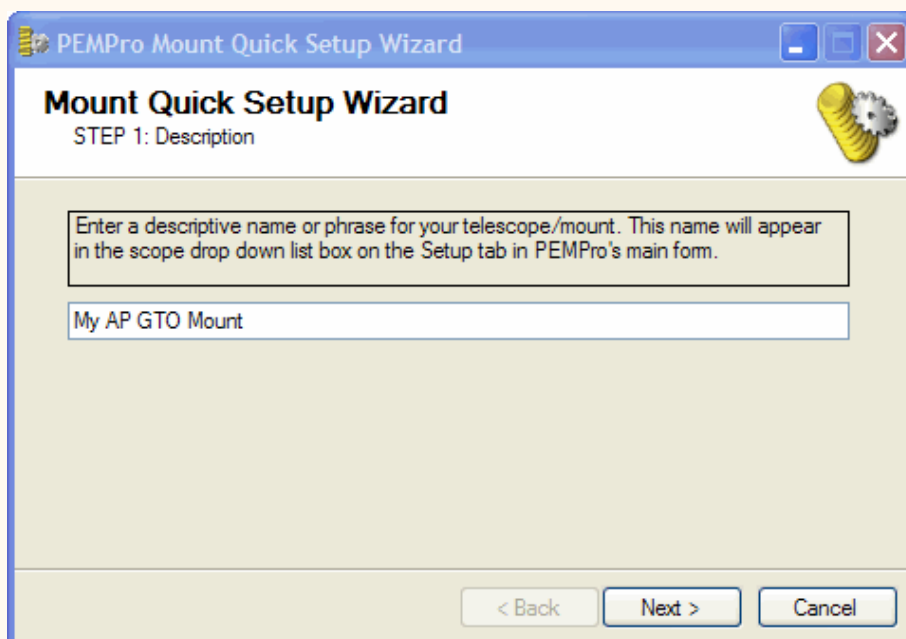 PEMPro Mount Quick Setup Wizard
Mount Quick Setup Wizard
STEP 1: Description
Enter a descriptive name or phrase for your telescope/mount. This name will appear
in the scope drop down list box on the Setup tab in PEMPro's main form.
My AP GTO Mount
< Back
Next >
Cancel